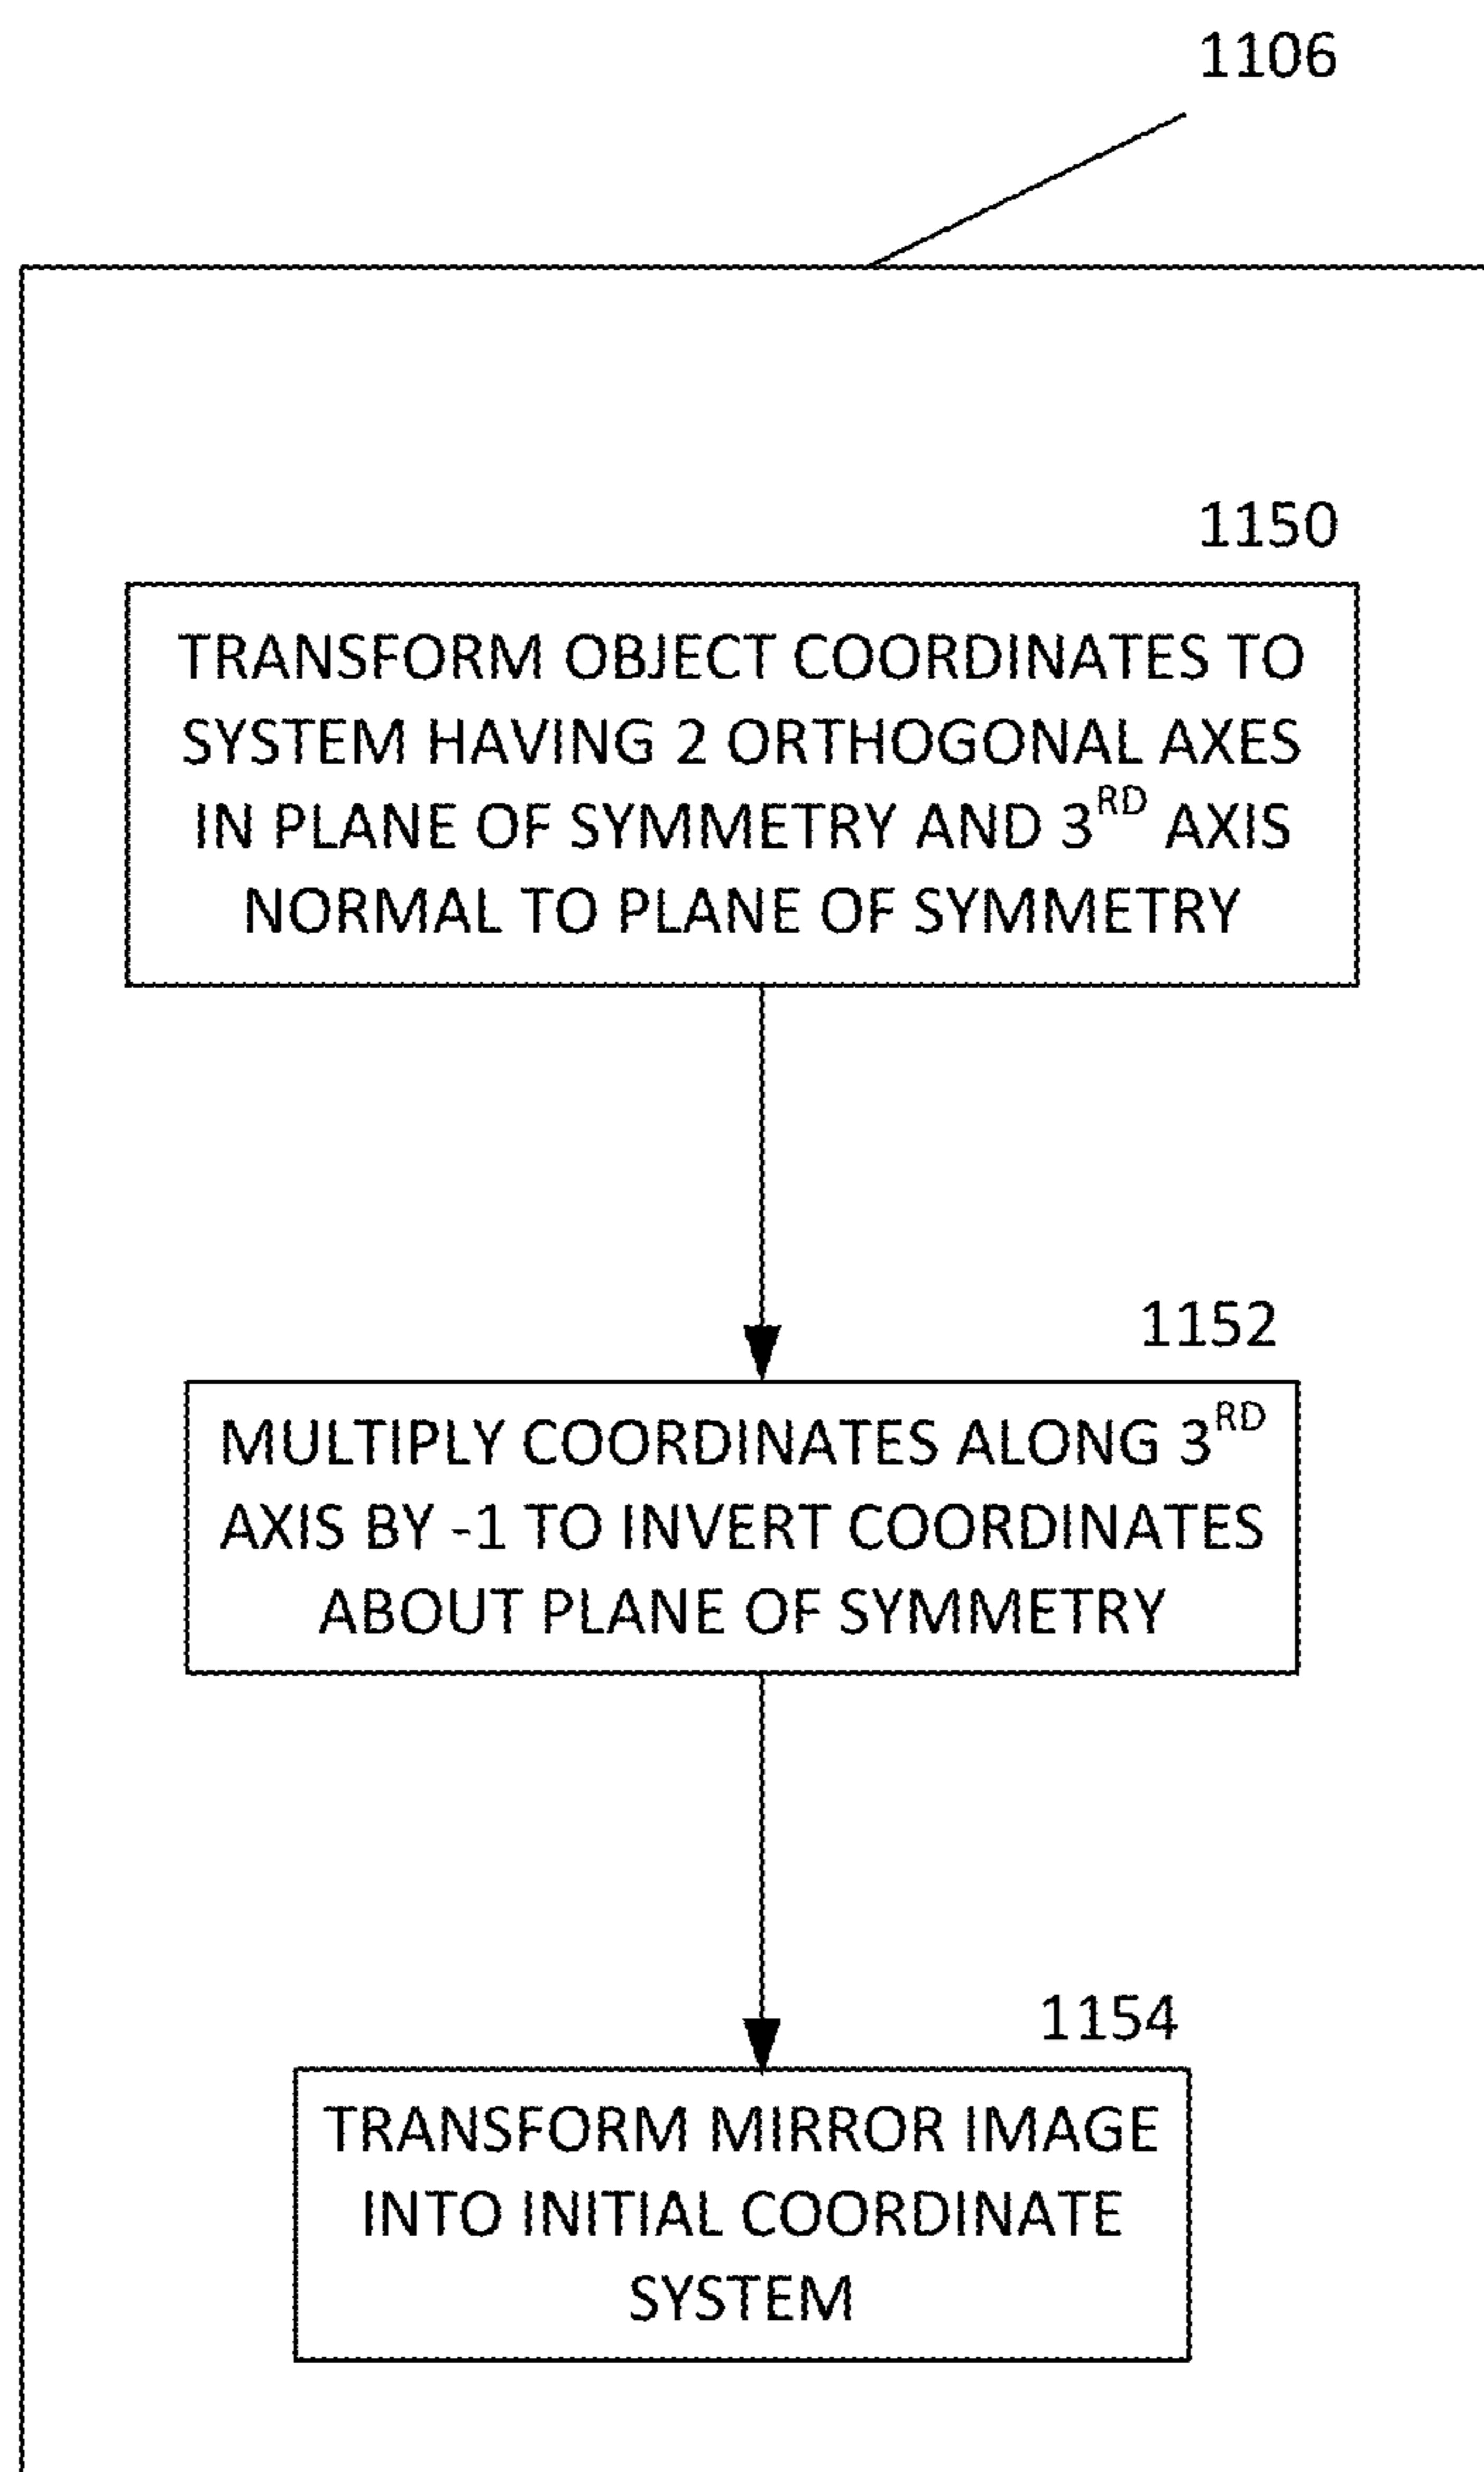 1106
1150
TRANSFORM OBJECT COORDINATES TO
SYSTEM HAVING 2 ORTHOGONAL AXES
IN PLANE OF SYMMETRY AND 3RD AXIS
NORMAL TO PLANE OF SYMMETRY
1152
MULTIPLY COORDINATES ALONG 3RD
AXIS BY -1 TO INVERT COORDINATES
ABOUT PLANE OF SYMMETRY
1154
TRANSFORM MIRROR IMAGE
INTO INITIAL COORDINATE
SYSTEM